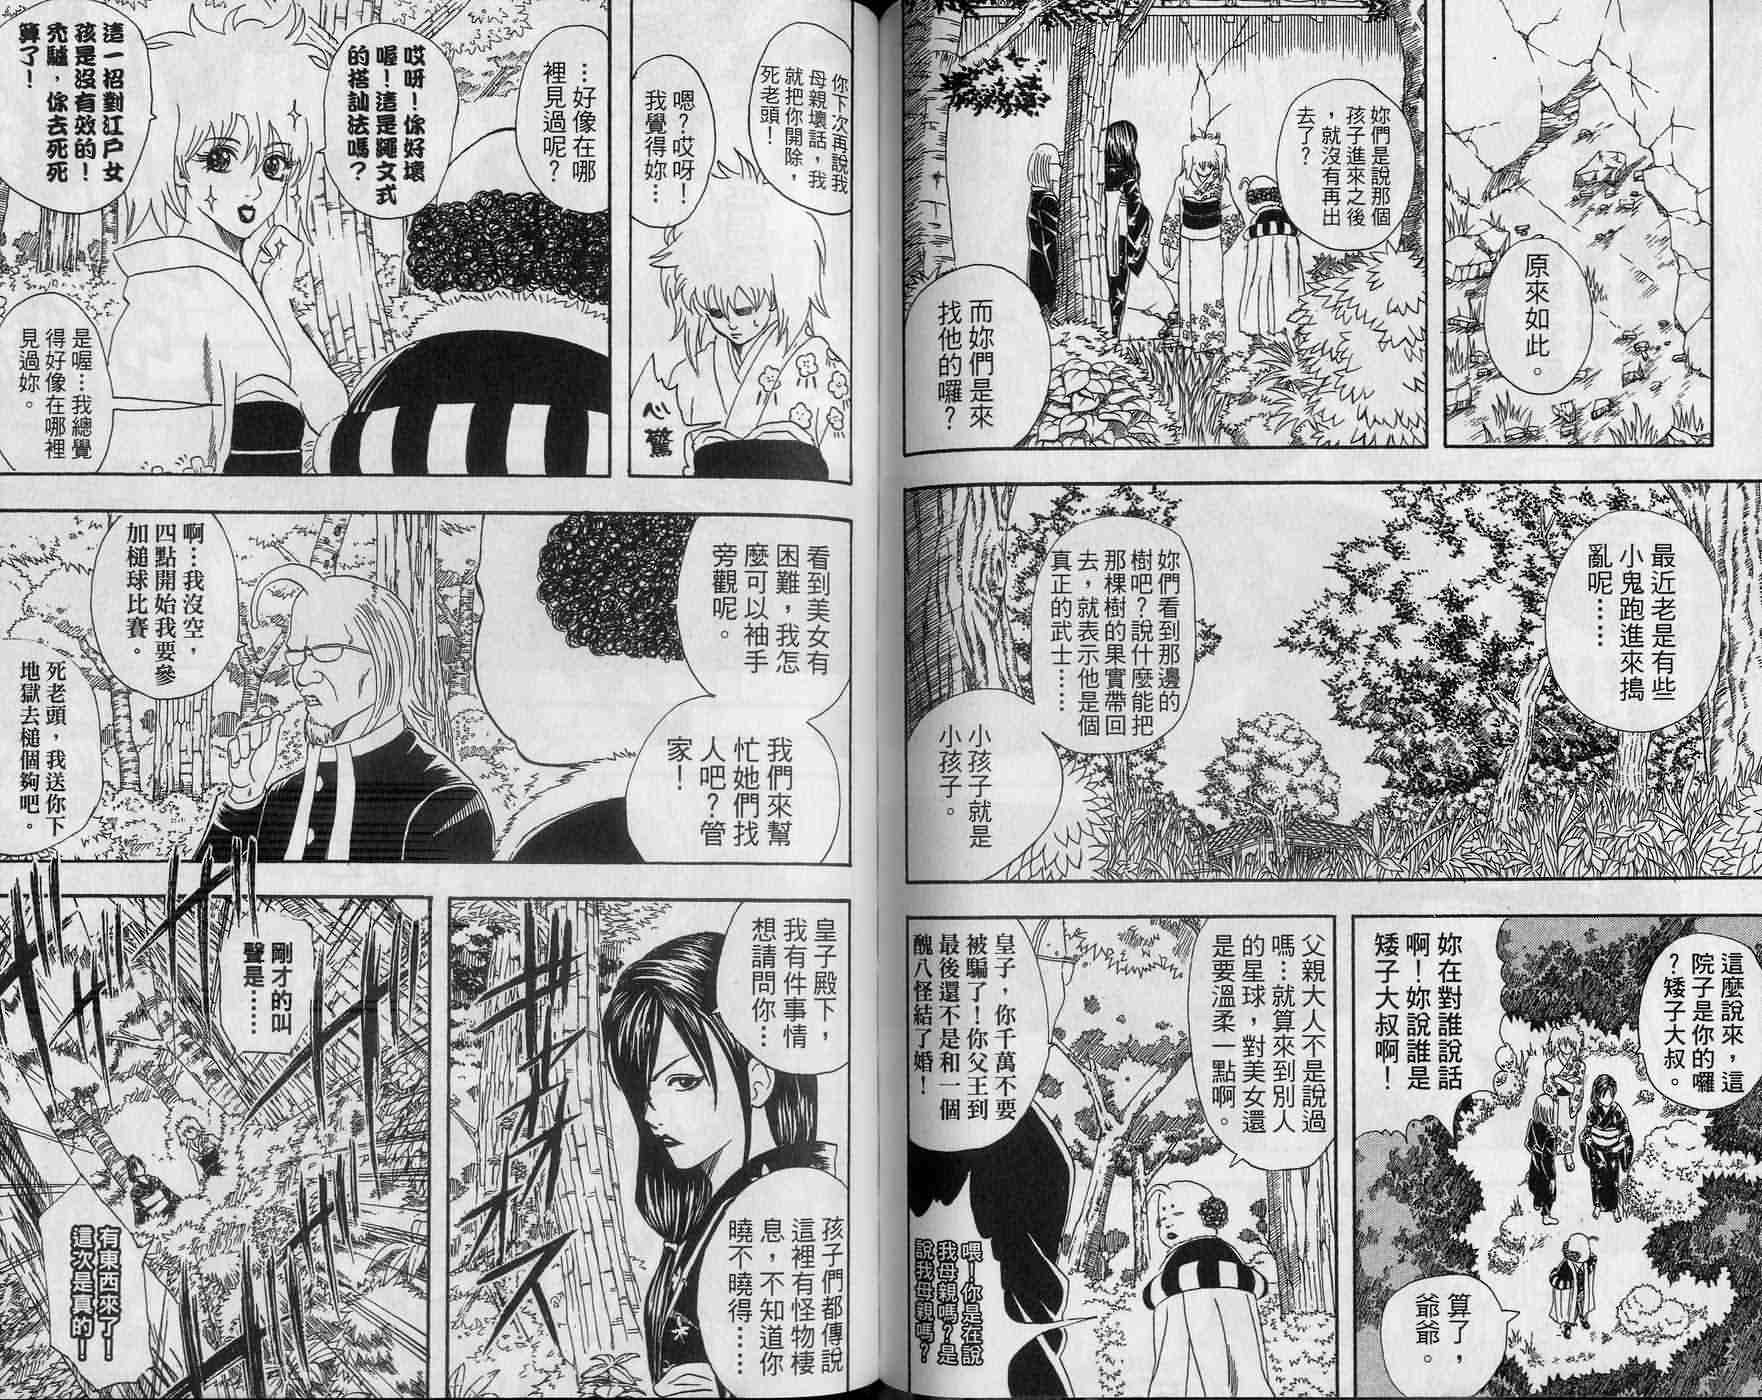 原來如此。
妳們是說那個
孩子進來之後
，就沒有再出
去了？
而妳們是來
找他的囉？
最近老是有些
小鬼跑進來搗
亂呢……
妳們看到那邊的
樹吧？說什麼能把
那棵樹的果實帶回
去，就表示他是個
真正的武士……
小孩子就是
小孩子。
這麼說來，這
院子是你的囉
？矮子大叔。
妳在對誰說話
啊！妳說誰是
矮子大叔啊！
算了，
爺爺。
父親大人不是說過
嗎…就算來到別人
的星球，對美女還
是要溫柔一點啊。
皇子，你千萬不要
被騙了！你父王到
最後還不是和一個
醜八怪結了婚！
喂！你是在說
我母親嗎？是
說我母親嗎？
你下次再說我
母親壞話，我
就把你開除，
死老頭！
嗯？哎呀！
我覺得妳…
心驚
…好像在哪
裡見過呢？
哎呀！你好壞
喔！這是繩文式
的搭訕法嗎？
這一招對江戶女
孩是沒有效的！
禿驢，你去死死
算了！
是喔…我總覺
得好像在哪裡
見過妳。
看到美女有
困難，我怎
麼可以袖手
旁觀呢。
我們來幫
忙她們找
人吧？管
家！
啊…我沒空，
四點開始我要參
加槌球比賽。
死老頭，我送你下
地獄去槌個夠吧。
皇子殿下，
我有件事情
想請問你…
孩子們都傳說
這裡有怪物棲
息，不知道你
曉不曉得……
剛才的叫
聲是……
有東西來了！
這次是真的！